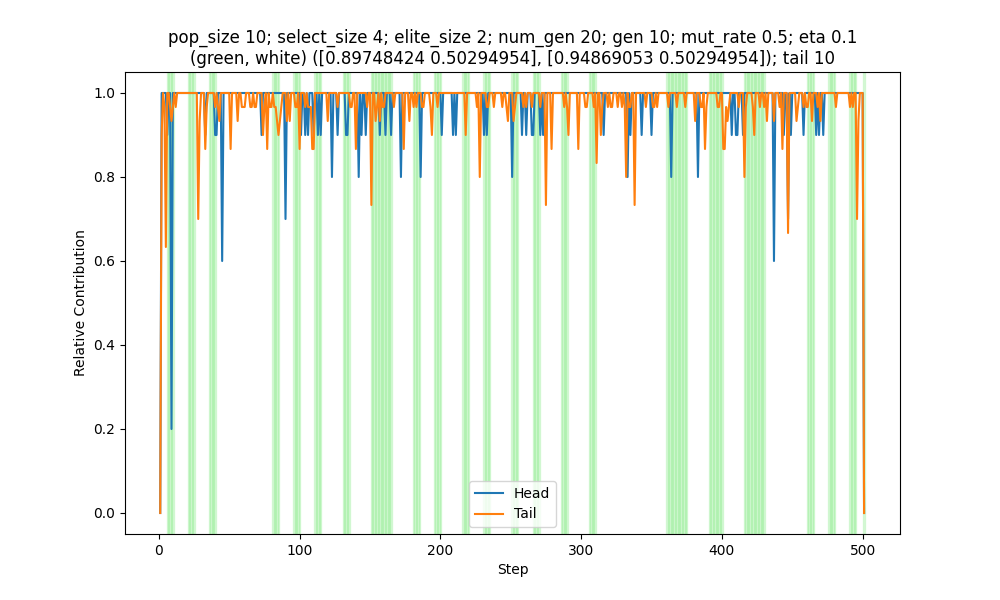 pop_size 10; select_size 4; elite_size 2; num_gen 20; gen 10; mut_rate 0.5; eta 0.1
(green, white) ([0.89748424 0.50294954], [0.94869053 0.50294954]); tail 10
1.0
0.8
0.6
0.4
0.2
0.0
Relative Contribution
Head
Tail
0
100
200
300
400
500
Step